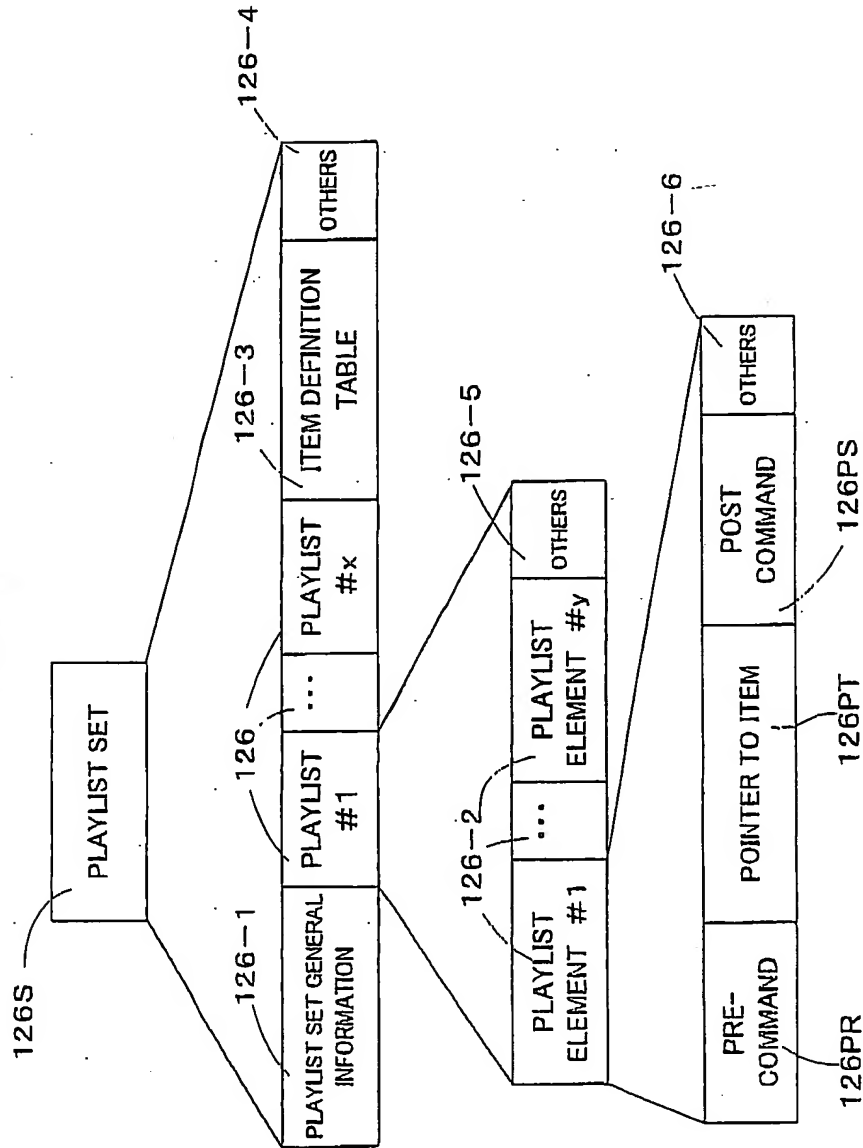 126S
PLAYLIST SET
126-1
126
126-3
126-4
PLAYLIST SET GENERAL
INFORMATION
PLAYLIST
#1
...
PLAYLIST
#x
ITEM DEFINITION
TABLE
OTHERS
126-2
126-5
PLAYLIST
ELEMENT #1
...
PLAYLIST
ELEMENT #y
OTHERS
126-6
PRE-
COMMAND
POINTER TO ITEM
POST
COMMAND
OTHERS
126PR
126PT
126PS